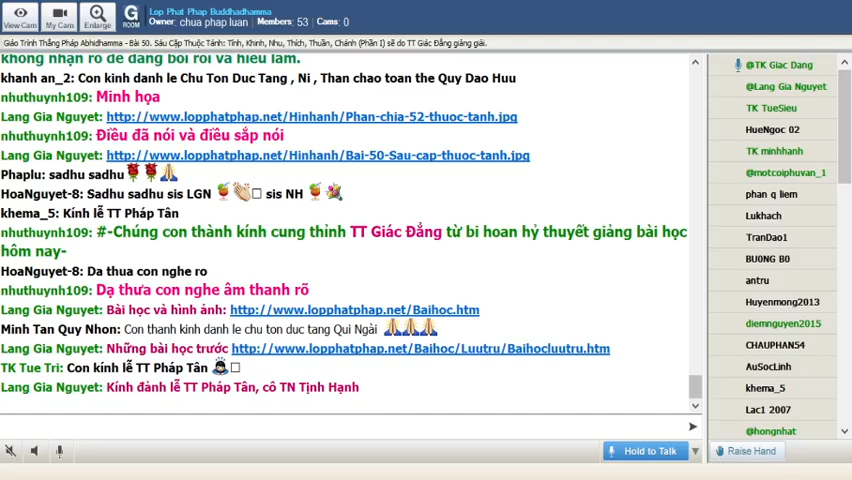 Lop Phat Phap Buddhadhamma
Owner: chua phap luan Members: 53 Cams: 0
View Cam
My Cam
Enlarge
G
ROOM
Giáo Trình Thắng Pháp Abhidhamma - Bài 50. Sáu Cặp Thuộc Tánh: Tĩnh, Khinh, Nhu, Thích, Thuần, Chánh (Phần I) sẽ do TT Giác Đẳng giảng giải.
không nhận rõ để đang bối rối và hiểu lầm.
khanh an_2: Con kinh danh le Chu Ton Duc Tang , Ni , Than chao toan the Quy Dao Huu
nhuthuynh109: Minh họa
Lang Gia Nguyet: http://www.lopphatphap.net/Hinhanh/Phan-chia-52-thuoc-tanh.jpg
nhuthuynh109: Điều đã nói và điều sắp nói
Lang Gia Nguyet: http://www.lopphatphap.net/Hinhanh/Bai-50-Sau-cap-thuoc-tanh.jpg
Phaplu: sadhu sadhu
HoaNguyet-8: Sadhu sadhu sis LGN sis NH
khema_5: Kính lễ TT Pháp Tân
nhuthuynh109: #-Chúng con thành kính cung thỉnh TT Giác Đẳng từ bi hoan hỷ thuyết giảng bài học
hôm nay-
HoaNguyet-8: Da thua con nghe ro
nhuthuynh109: Dạ thưa con nghe âm thanh rõ
Lang Gia Nguyet: Bài học và hình ảnh: http://www.lopphatphap.net/Baihoc.htm
Minh Tan Quy Nhon: Con thanh kinh danh le chu ton duc tang Qui Ngài
Lang Gia Nguyet: Những bài học trước http://www.lopphatphap.net/Baihoc/Luutru/Baihocluutru.htm
TK Tue Tri: Con kính lễ TT Pháp Tân
Lang Gia Nguyet: Kính đảnh lễ TT Pháp Tân, cô TN Tịnh Hạnh
@TK Giac Dang
@Lang Gia Nguyet
TK TueSieu
HueNgoc 02
TK minhhanh
@motcoiphuvan_1
phan q liem
Lukhach
TranDao1
BU0NG B0
antru
Huyenmong2013
diemnguyen2015
CHAUPHAN54
AuSocLinh
khema_5
Lac1 2007
@hongnhat
Hold to Talk
Raise Hand